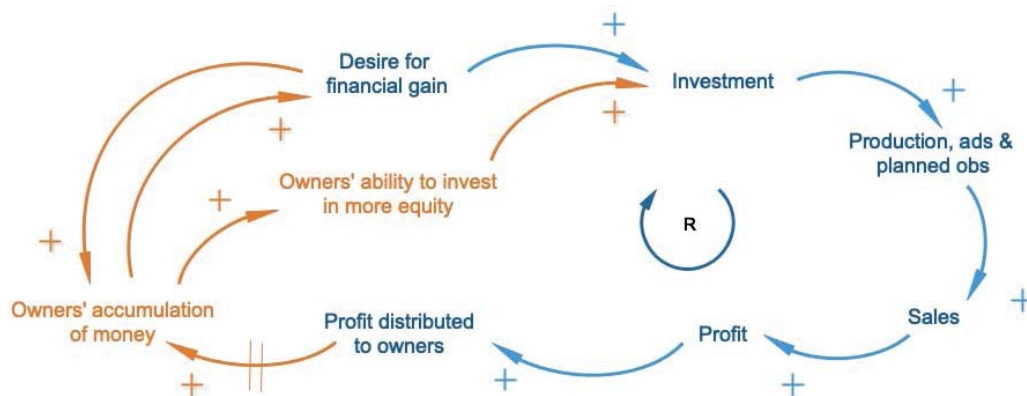 +
Desire for
financial gain
Investment
+
+
+
Production, ads &
planned obs
Owners' ability to invest
in more equity
+
R
+
Owners' accumulation
of money
Profit distributed
to owners
Profit
Sales
+
+
+
+